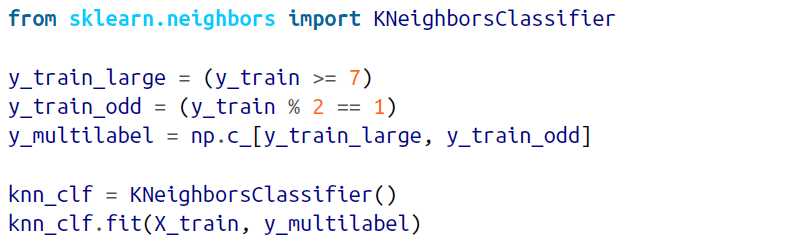 from sklearn.neighbors import KNeighborsClassifier
y_train_large = (y_train >= 7)
y_train_odd = (y_train % 2 == 1)
y_multilabel = np.c_[y_train_large, y_train_odd]
knn_clf = KNeighborsClassifier()
knn_clf.fit(X_train, y_multilabel)